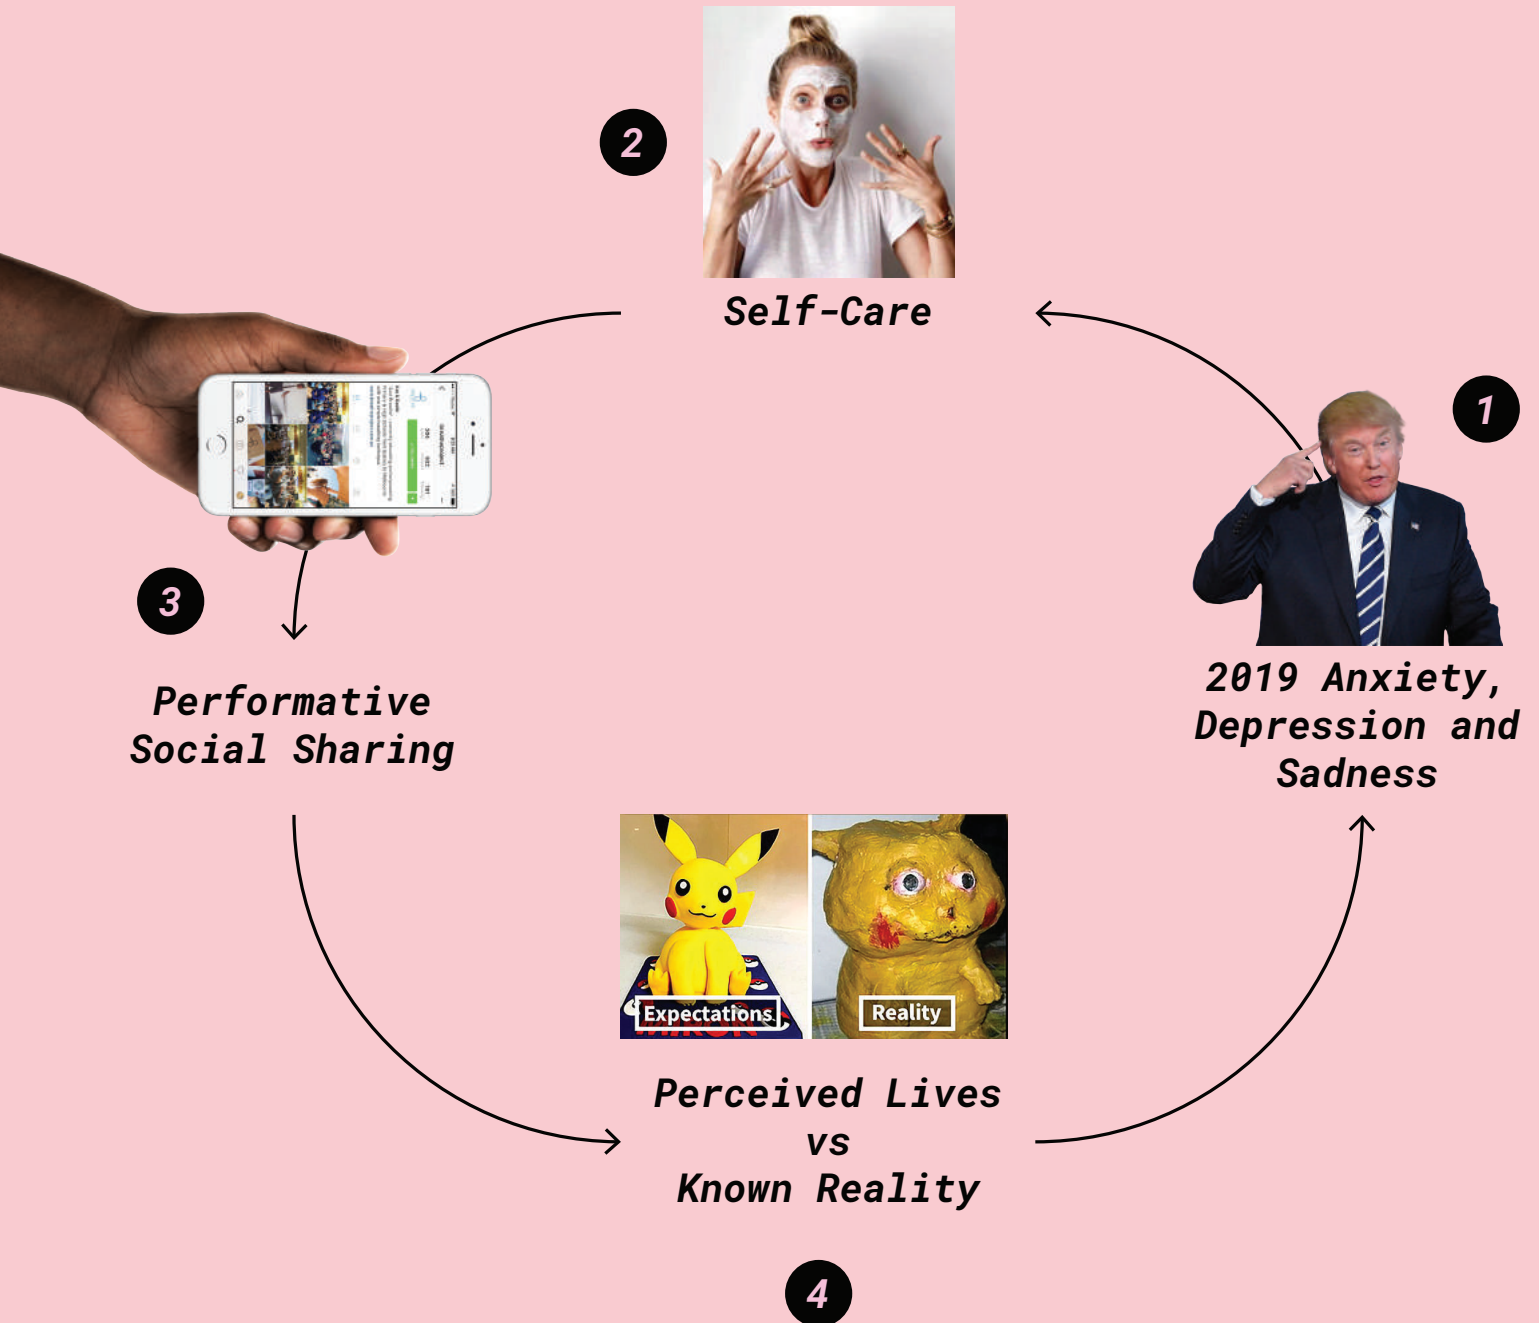 2
Self-Care
1
3
Performative
Social Sharing
2019 Anxiety,
Depression and
Sadness
Expectations
Reality
Perceived Lives
vs
Known Reality
4